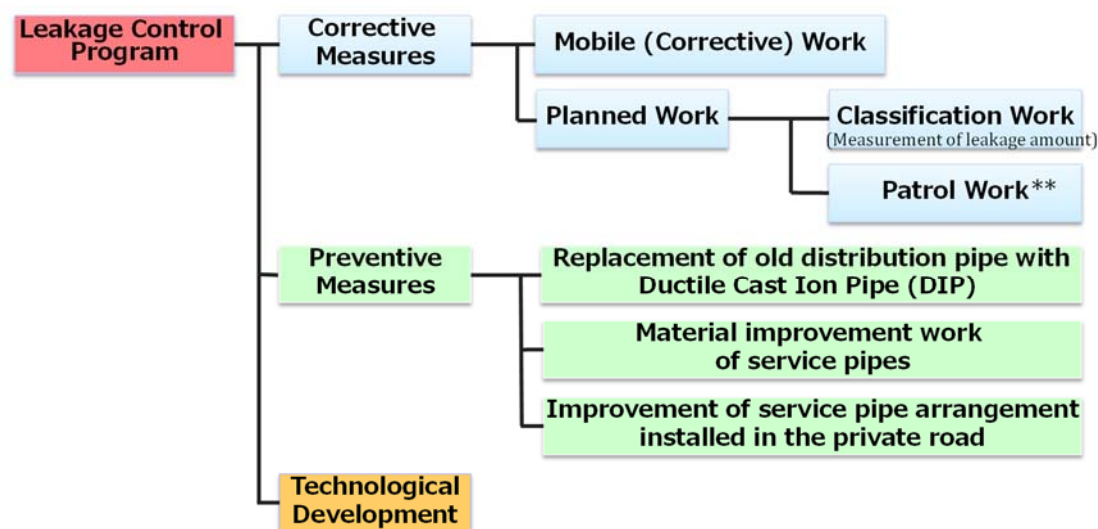 Leakage Control
Program
Corrective
Measures
Mobile (Corrective) Work
Planned Work
Classification Work
(Measurement of leakage amount)
Patrol Work**
Preventive
Measures
Replacement of old distribution pipe with
Ductile Cast Ion Pipe (DIP)
Material improvement work
of service pipes
Improvement of service pipe arrangement
installed in the private road
Technological
Development